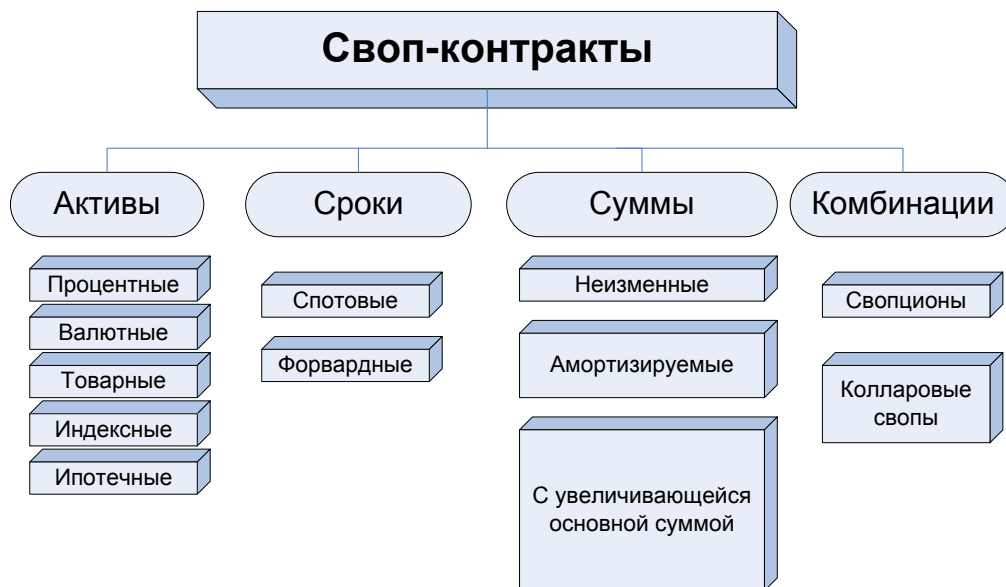 Своп-контракты
Активы
Процентные
Валютные
Товарные
Индексные
Ипотечные
Сроки
Спотовые
Форвардные
Суммы
Неизменные
Амортизируемые
С увеличивающейся
основной суммой
Комбинации
Свопционы
Колларовые
свопы